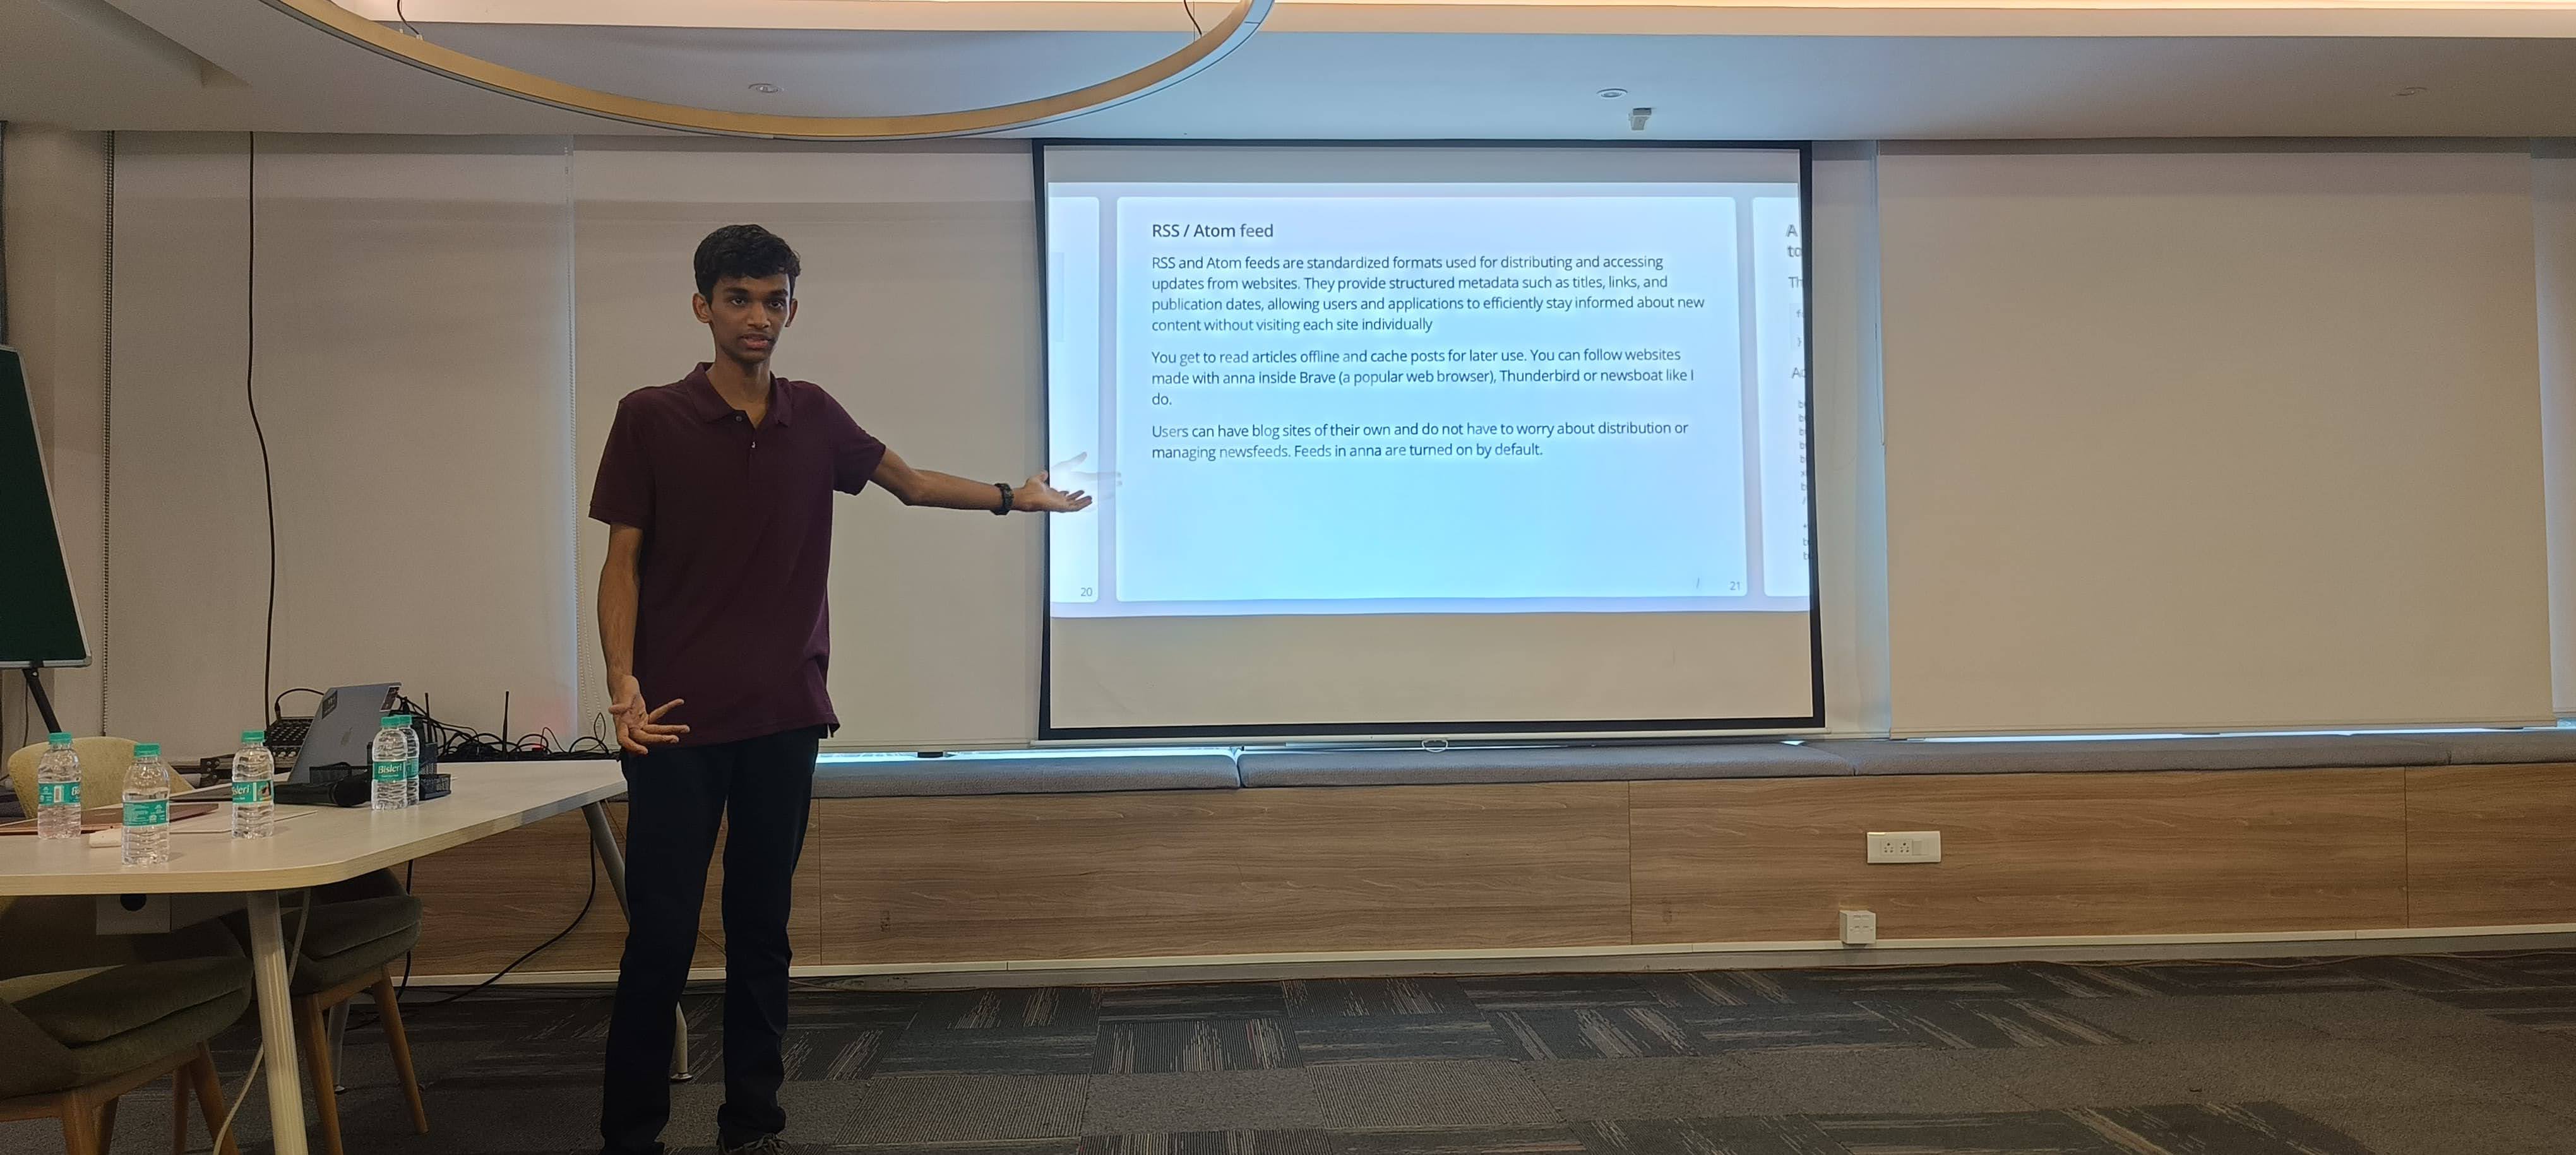 RSS / Atom feed
RSS and Atom feeds are standardized formats used for distributing and accessing
updates from websites. They provide structured metadata such as titles, links, and
publication dates, allowing users and applications to efficiently stay informed about new
content without visiting each site individually
You get to read articles offline and cache posts for later use. You can follow websites
made with anna inside Brave (a popular web browser), Thunderbird or newsboat like I
do.
Users can have blog sites of their own and do not have to worry about distribution or
managing newsfeeds. Feeds in anna are turned on by default.
20
/ 21
A
to
Th
Bisleri